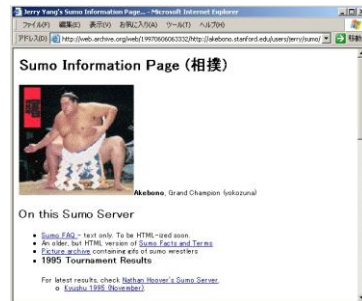 Jerry Yang's Sumo Information Page... - Microsoft Internet Explorer
ファイル(F) 編集(E) 表示(V) お気に入り(A) ツール(T) ヘルプ(H)
アドレス(D) http://web.archive.org/web/19970606063332/http://akebono.stanford.edu/users/jerry/sumo/ 移動
Sumo Information Page (相撲)
Akebono, Grand Champion (yokozuna)
On this Sumo Server
Sumo FAQ - text only. To be HTML-ized soon.
An older, but HTML version of Sumo Facts and Terms
Picture archive containing gifs of sumo wrestlers
1995 Tournament Results
For latest results, check Nathan Hoover's Sumo Server.
Kyushu 1995 (November).